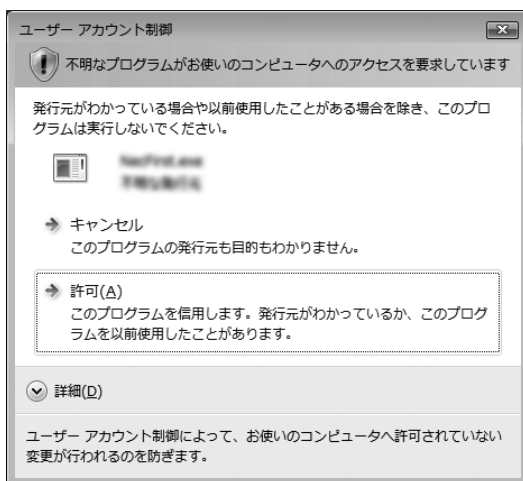 ユーザー アカウント制御
不明なプログラムがお使いのコンピュータへのアクセスを要求しています
発行元がわかっている場合や以前使用したことがある場合を除き、このプロ
グラムは実行しないでください。
キャンセル
このプログラムの発行元も目的もわかりません。
許可(A)
このプログラムを信用します。発行元がわかっているか、このプログ
ラムを以前使用したことがあります。
詳細(D)
ユーザー アカウント制御によって、お使いのコンピュータへ許可されていない
変更が行われるのを防ぎます。